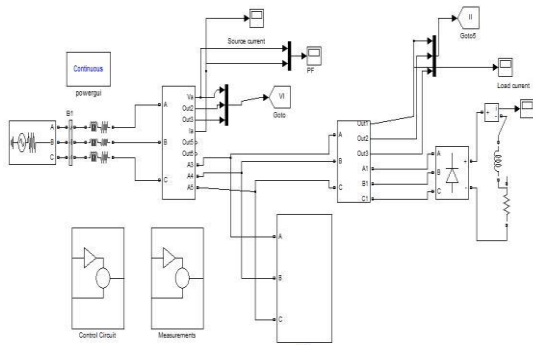 Continuous
powergui
Source current
PF
Goto
VI
II
Goto5
Load current
B1
A
B
C
A
B
C
Va
Out2
Out3
Ia
Out5
Out6
A3
A4
A5
A
B
C
Out1
Out2
Out3
A1
B1
C1
A
B
C
+
-
+
-
i
A
B
C
Control Circuit
Measurements